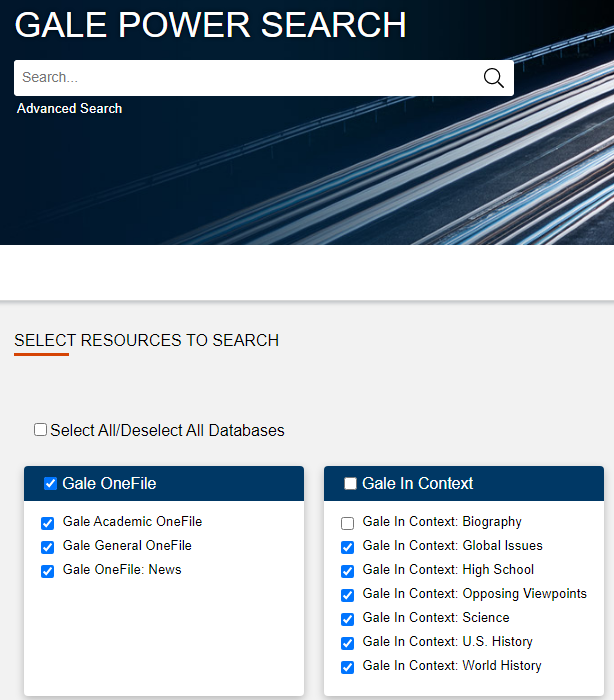 GALE POWER SEARCH
Search...
Advanced Search
SELECT RESOURCES TO SEARCH
Select All/Deselect All Databases
Gale OneFile
Gale Academic OneFile
Gale General OneFile
Gale OneFile: News
Gale In Context
Gale In Context: Biography
Gale In Context: Global Issues
Gale In Context: High School
Gale In Context: Opposing Viewpoints
Gale In Context: Science
Gale In Context: U.S. History
Gale In Context: World History